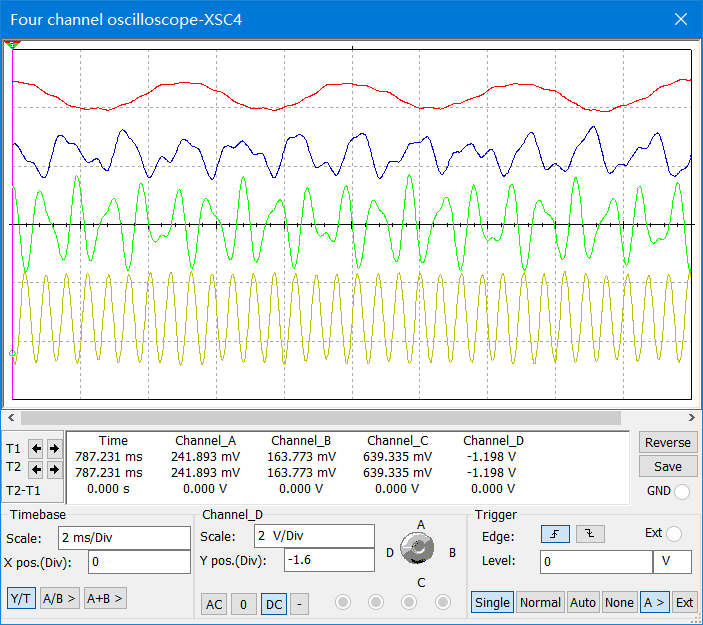 Four channel oscilloscope-XSC4
Time Channel_A Channel_B Channel_C Channel_D
T1 787.231 ms 241.893 mV 163.773 mV 639.335 mV -1.198 V
T2 787.231 ms 241.893 mV 163.773 mV 639.335 mV -1.198 V
T2-T1 0.000 s 0.000 V 0.000 V 0.000 V 0.000 V
Reverse
Save
GND
Timebase
Scale: 2 ms/Div
X pos.(Div): 0
Y/T A/B > A+B >
Channel_D
Scale: 2 V/Div
Y pos.(Div): -1.6
AC 0 DC -
A
D B
C
Trigger
Edge: Ext
Level: 0 V
Single Normal Auto None A > Ext